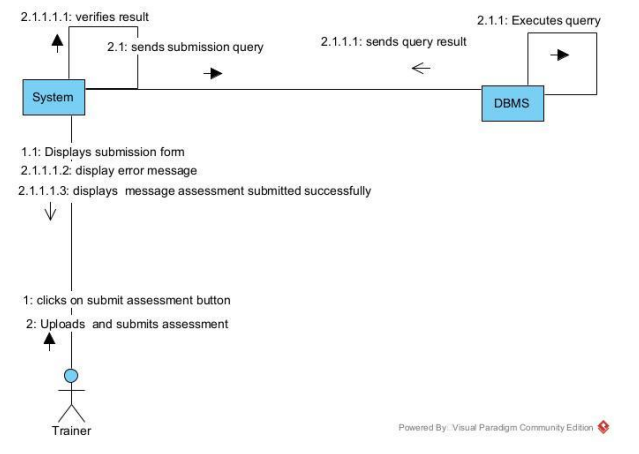 2.1.1.1.1: verifies result
2.1.1: Executes querry
2.1: sends submission query
2.1.1.1: sends query result
System
DBMS
1.1: Displays submission form
2.1.1.1.2: display error message
2.1.1.1.3: displays message assessment submitted successfully
1: clicks on submit assessment button
2: Uploads and submits assessment
Trainer
Powered By: Visual Paradigm Community Edition